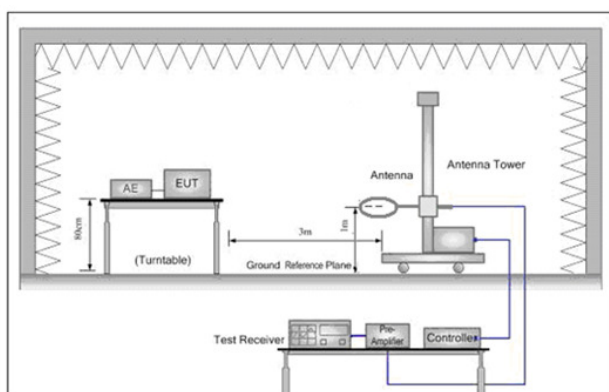 Antenna Tower
Antenna
AE
EUT
80cm
3m
1m
(Turntable)
Ground Reference Plane
Test Receiver
Pre-
Amplifier
Controller